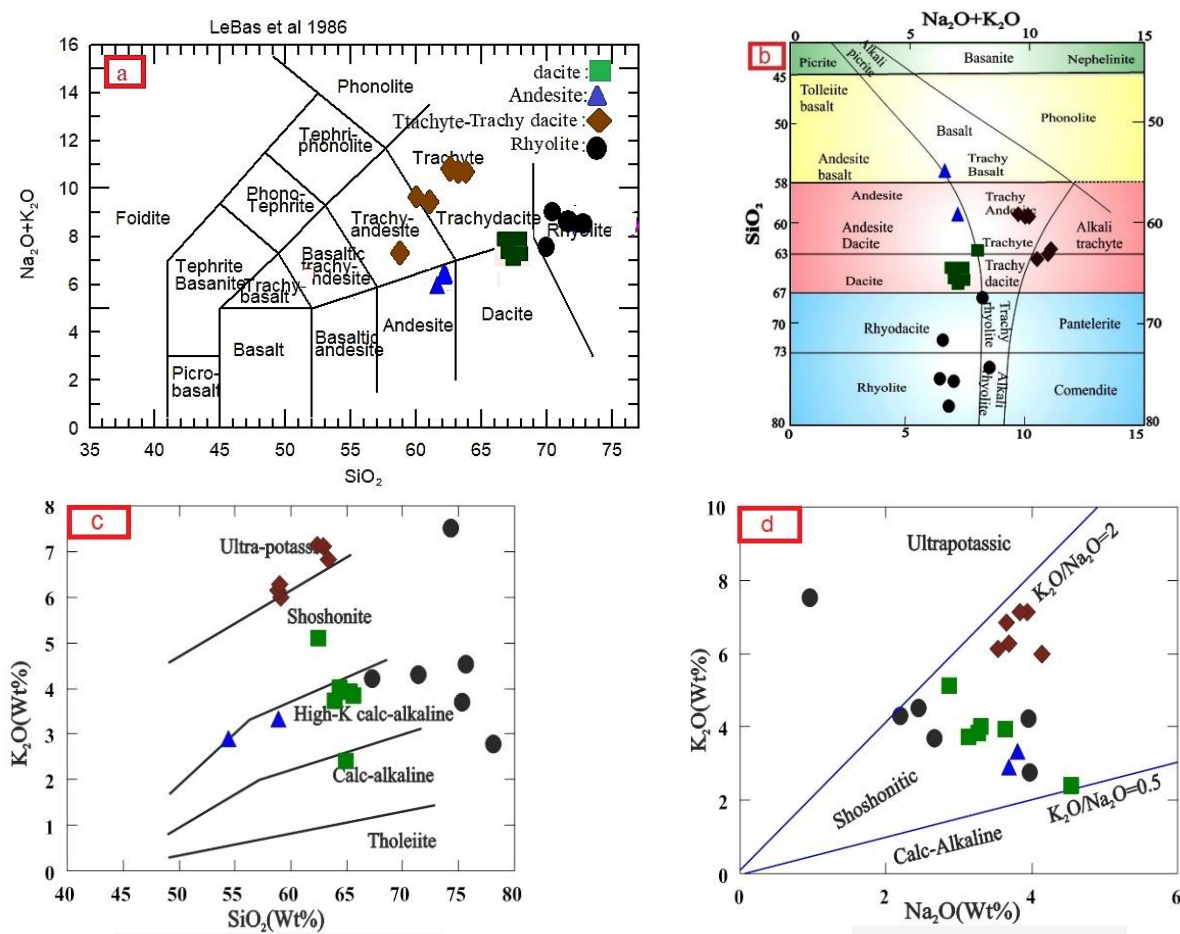 LeBas et al 1986
a
16
14
12
10
8
6
4
2
0
Na2O+K2O
35 40 45 50 55 60 65 70 75
SiO2
dacite :
Andesite:
Ttachyte-Trachy dacite :
Rhyolite:
Phonolite
Tephri-
phonolite
Trachyte
Foidite
Phono-
Tephrite
Trachy-
andesite
Trachydacite
Rhyolite
Tephrite
Basanite
Basaltic
trachy-
andesite
Trachy-
basalt
Andesite
Dacite
Basalt
Basaltic
andesite
Picro-
basalt
Na2O+K2O
0 5 10 15
b
Picrite
Alkali
picrite
Basanite
Nephelinite
45
Tolleiite
basalt
50
50
Phonolite
Basalt
Andesite
basalt
Trachy
Basalt
58
SiO2
Andesite
Trachy
Andesite
60
60
Andesite
Dacite
Trachyte
Alkali
trachyte
63
Dacite
Trachy
dacite
67
Rhyodacite
Trachy
rhyolite
Pantelerite
70
70
73
Rhyolite
Alkali
rhyolite
Comendite
80
80
0 5 10 15
c
8
7
6
5
4
3
2
1
0
K2O(Wt%)
Ultra-potassic
Shoshonite
High-K calc-alkaline
Calc-alkaline
Tholeiite
40 45 50 55 60 65 70 75 80
SiO2(Wt%)
d
10
8
6
4
2
0
K2O(Wt%)
Ultrapotassic
K2O/Na2O=2
Shoshonitic
K2O/Na2O=0.5
Calc-Alkaline
0 2 4 6
Na2O(Wt%)